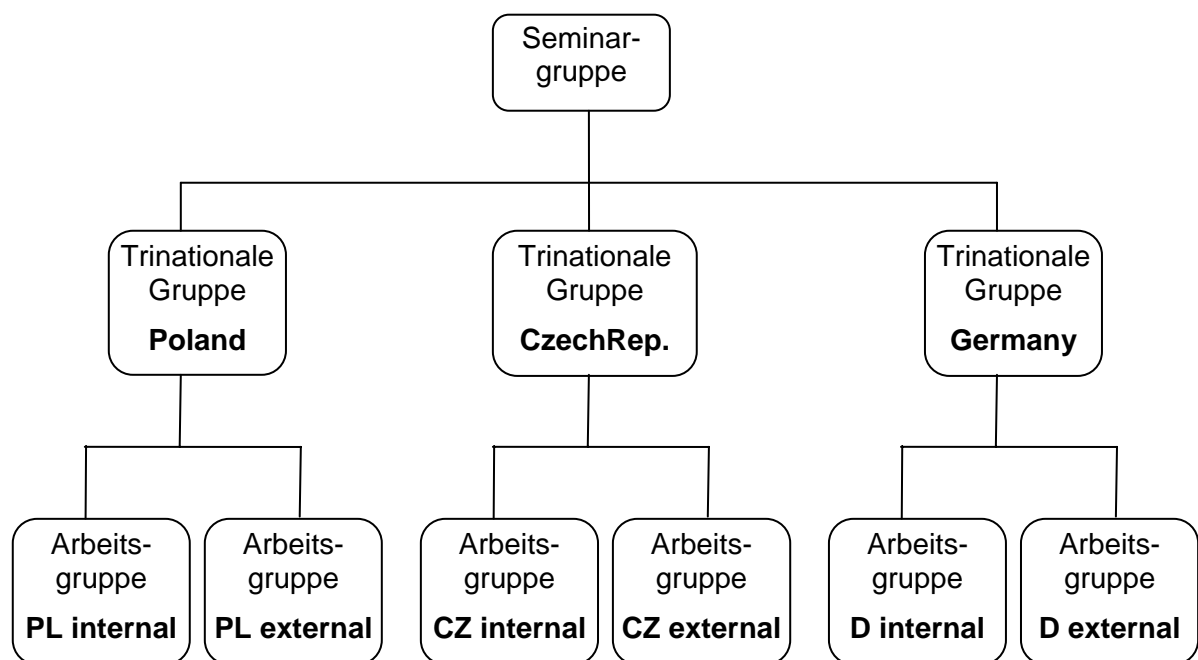 Seminar-
gruppe
Trinationale
Gruppe
Poland
Trinationale
Gruppe
CzechRep.
Trinationale
Gruppe
Germany
Arbeits-
gruppe
PL internal
Arbeits-
gruppe
PL external
Arbeits-
gruppe
CZ internal
Arbeits-
gruppe
CZ external
Arbeits-
gruppe
D internal
Arbeits-
gruppe
D external